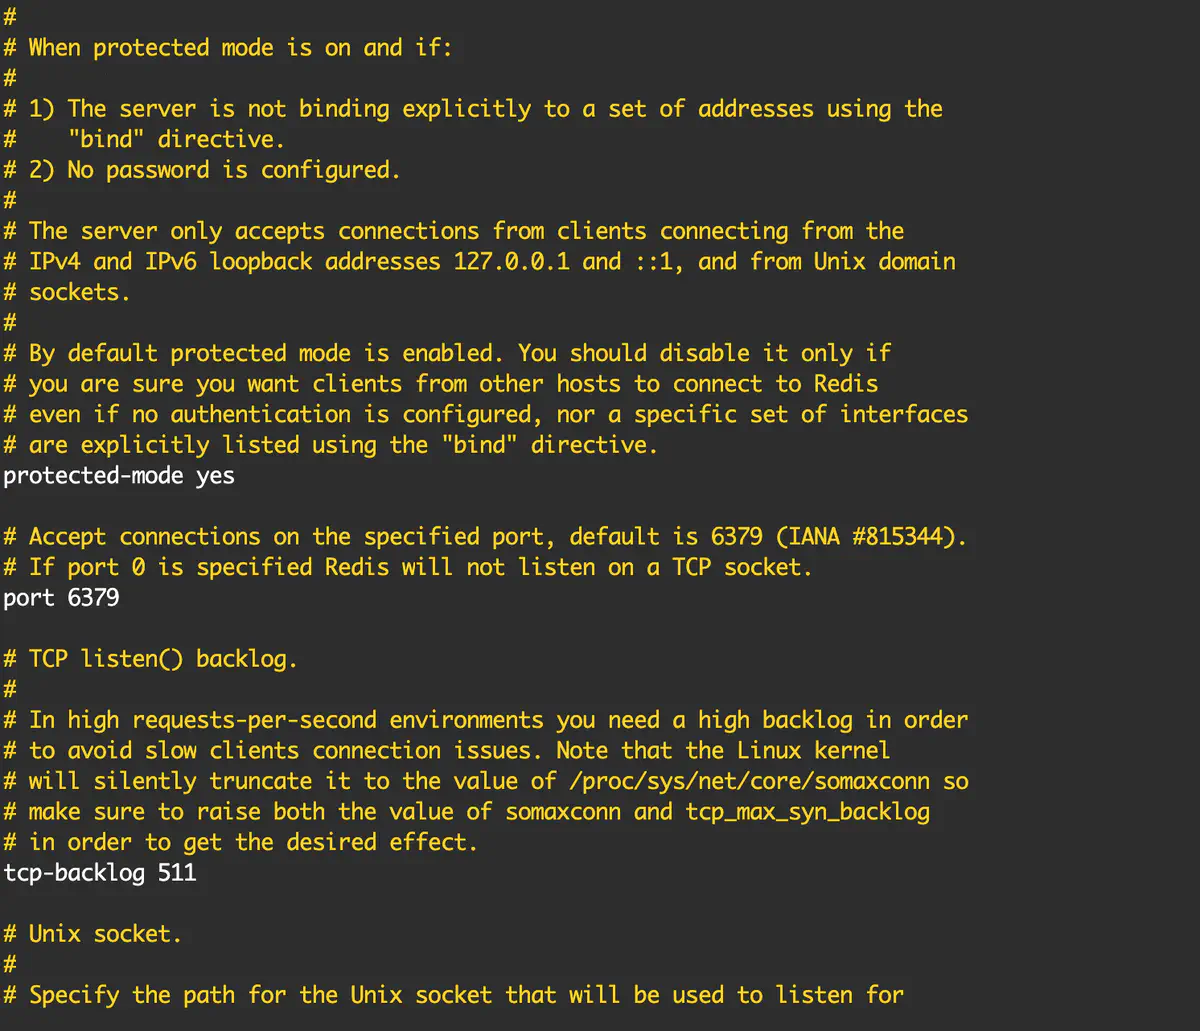 #
# When protected mode is on and if:
#
# 1) The server is not binding explicitly to a set of addresses using the
#    "bind" directive.
# 2) No password is configured.
#
# The server only accepts connections from clients connecting from the
# IPv4 and IPv6 loopback addresses 127.0.0.1 and ::1, and from Unix domain
# sockets.
#
# By default protected mode is enabled. You should disable it only if
# you are sure you want clients from other hosts to connect to Redis
# even if no authentication is configured, nor a specific set of interfaces
# are explicitly listed using the "bind" directive.
protected-mode yes

# Accept connections on the specified port, default is 6379 (IANA #815344).
# If port 0 is specified Redis will not listen on a TCP socket.
port 6379

# TCP listen() backlog.
#
# In high requests-per-second environments you need a high backlog in order
# to avoid slow clients connection issues. Note that the Linux kernel
# will silently truncate it to the value of /proc/sys/net/core/somaxconn so
# make sure to raise both the value of somaxconn and tcp_max_syn_backlog
# in order to get the desired effect.
tcp-backlog 511

# Unix socket.
#
# Specify the path for the Unix socket that will be used to listen for